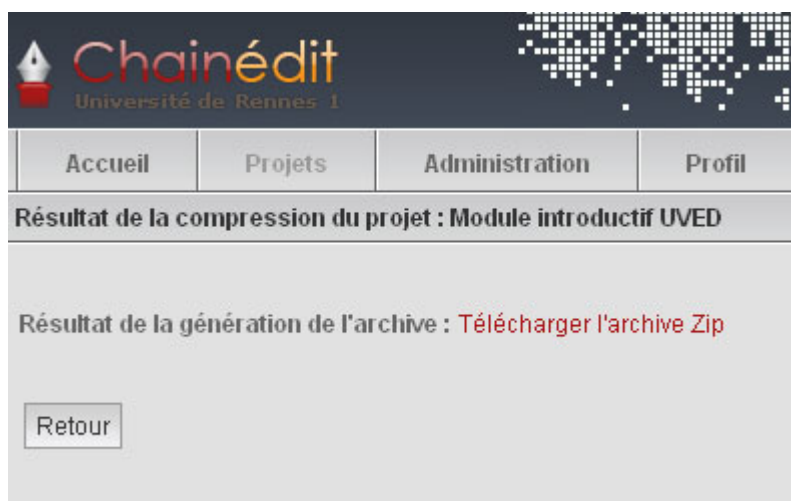 Chainédit
Université de Rennes 1
Accueil Projets Administration Profil
Résultat de la compression du projet : Module introductif UVED
Résultat de la génération de l'archive : Télécharger l'archive Zip
Retour